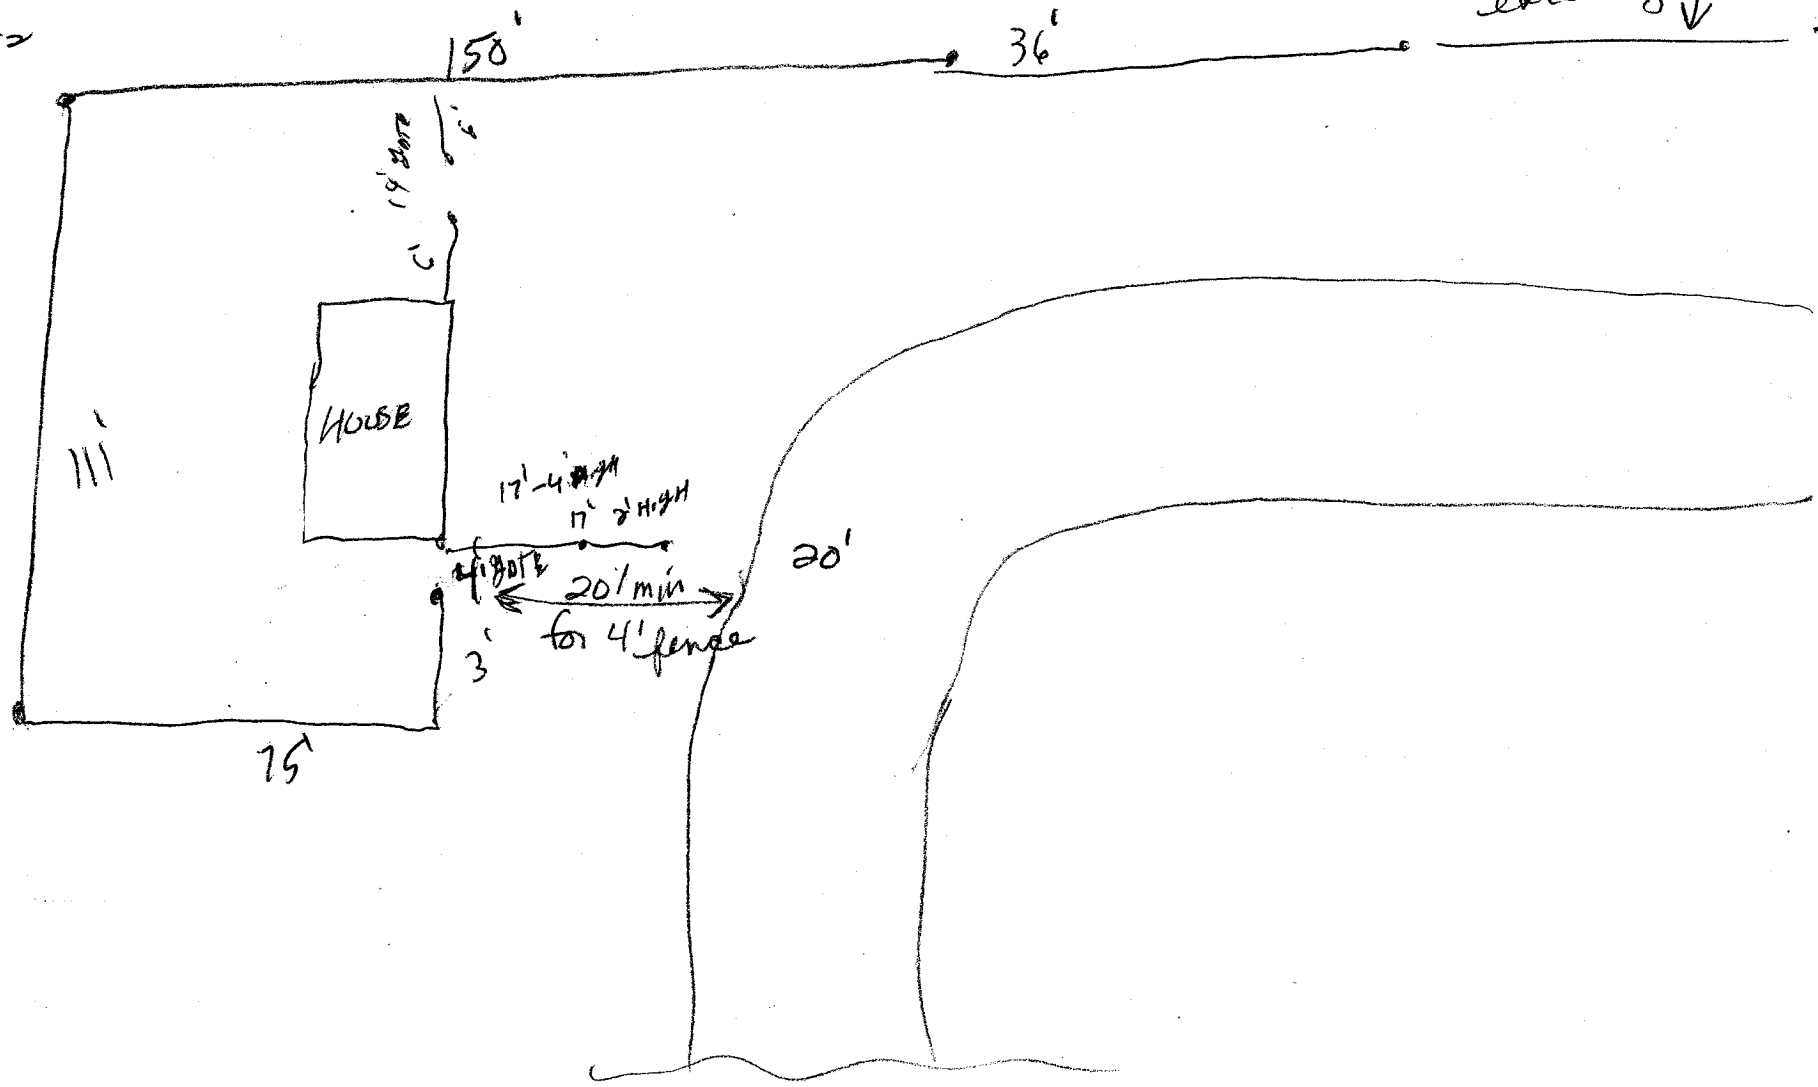 150'
36'
6'
14' gate
6'
HOUSE
111'
17'-4' High
17' 2' High
4' gate
20' min
for 4' fence
20'
3'
75'